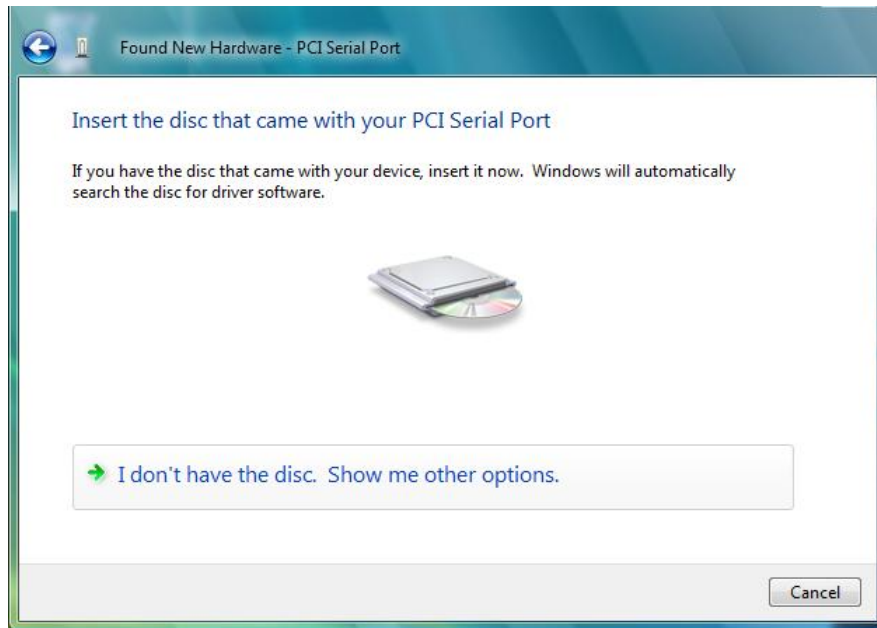 Found New Hardware - PCI Serial Port
Insert the disc that came with your PCI Serial Port
If you have the disc that came with your device, insert it now.  Windows will automatically
search the disc for driver software.
I don't have the disc.  Show me other options.
Cancel